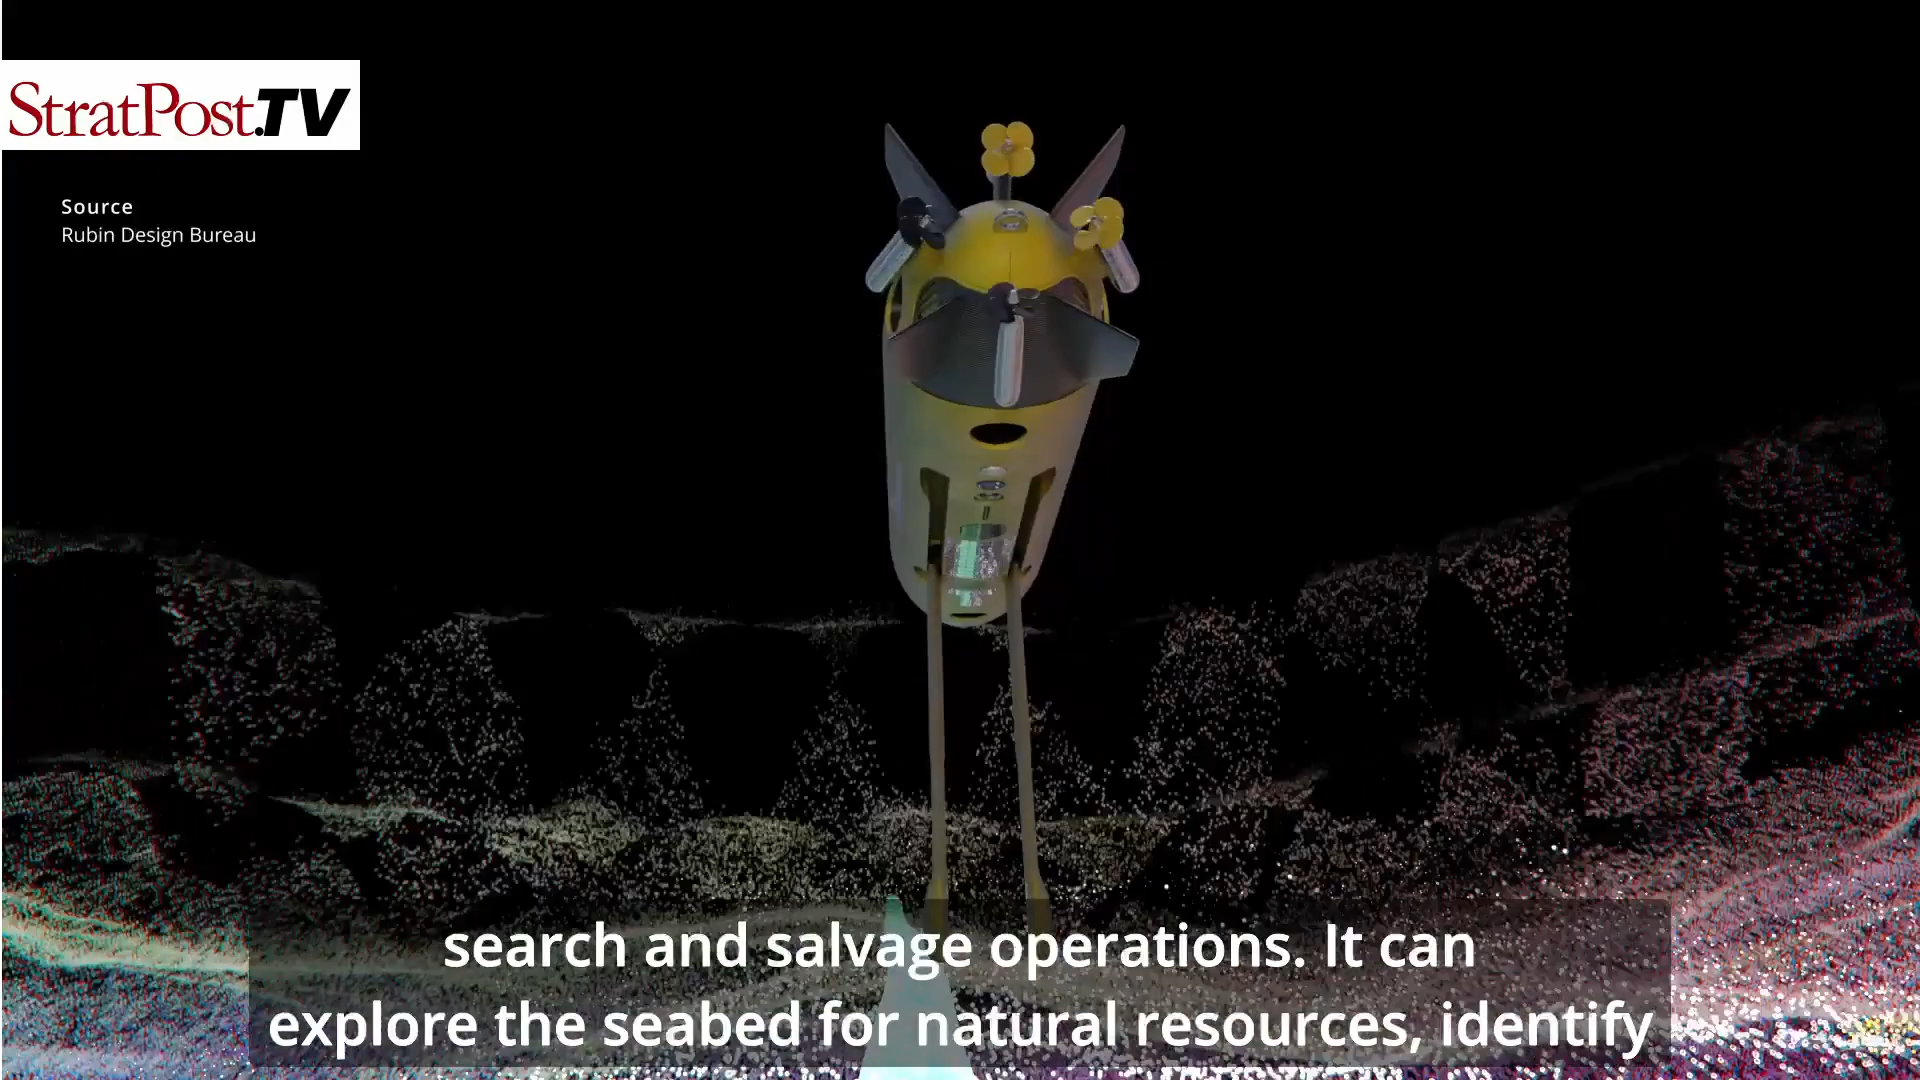 StratPost.TV
Source
Rubin Design Bureau
search and salvage operations. It can
explore the seabed for natural resources, identify